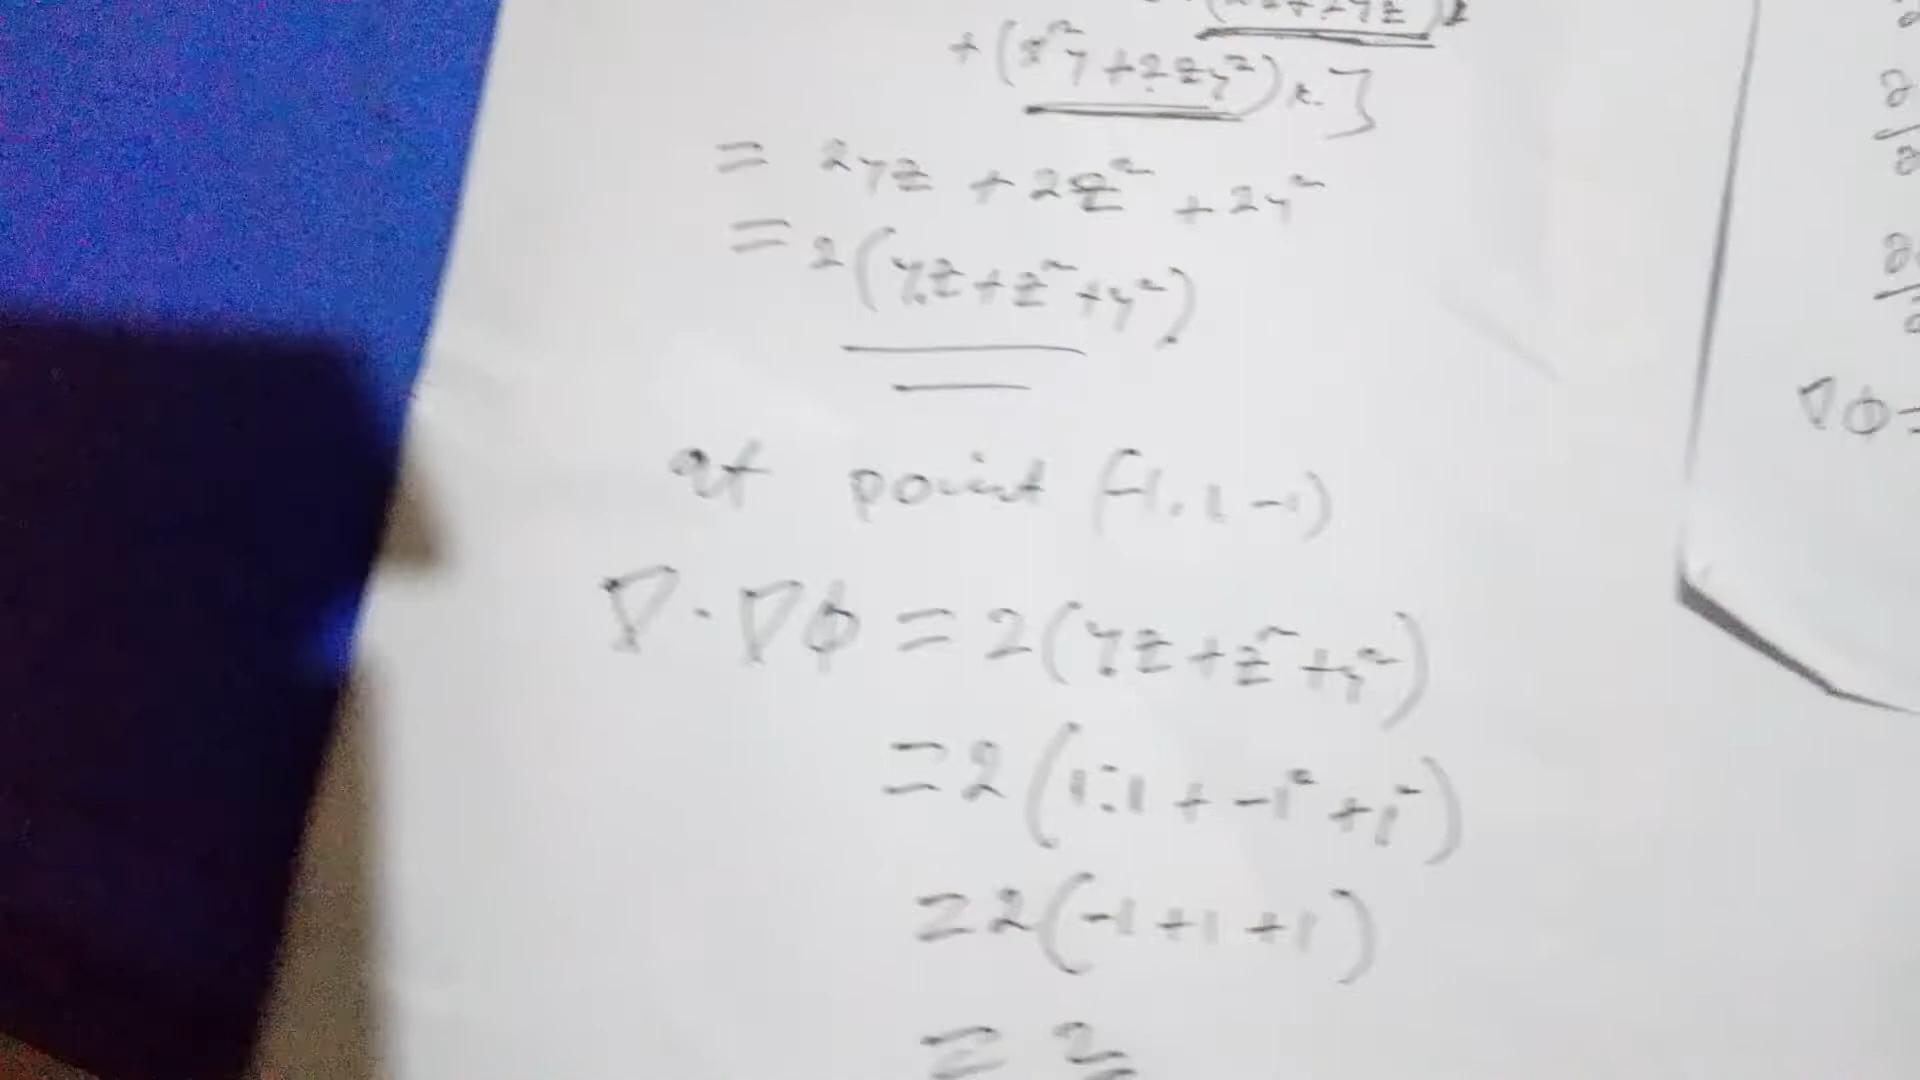 + (x²y + 2zy²) k ]
= 2yz + 2z² + 2y²
= 2(yz + z² + y²)
at point (-1, 1 -1)
∇·∇ϕ = 2(yz + z² + y²)
= 2(1·-1 + -1² + 1²)
= 2(-1 + 1 + 1)
= 2
∇ϕ =